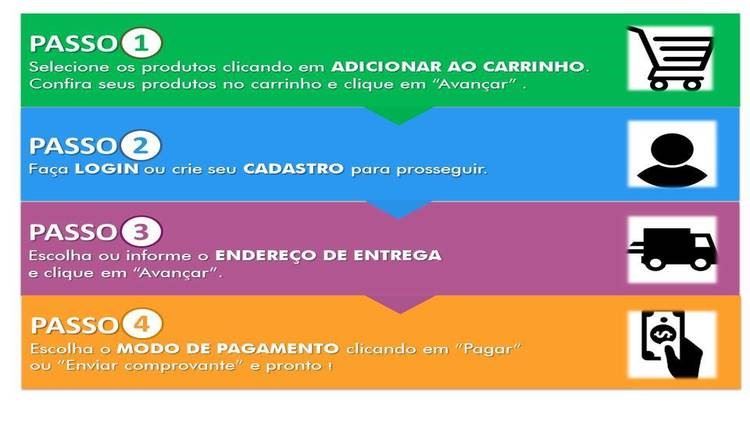 PASSO 1
Selecione os produtos clicando em ADICIONAR AO CARRINHO.
Confira seus produtos no carrinho e clique em “Avançar” .
PASSO 2
Faça LOGIN ou crie seu CADASTRO para prosseguir.
PASSO 3
Escolha ou informe o ENDEREÇO DE ENTREGA
e clique em “Avançar”.
PASSO 4
Escolha o MODO DE PAGAMENTO clicando em “Pagar”
ou “Enviar comprovante” e pronto !
$